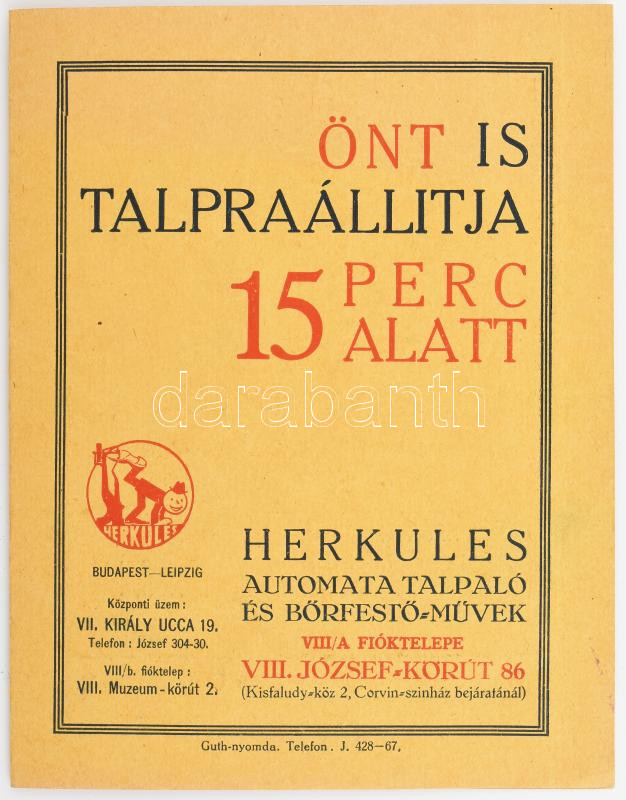 ÖNT IS
TALPRAÁLLITJA
15 PERC
ALATT
darabanth
HERKULES
BUDAPEST—LEIPZIG
Központi üzem :
VII. KIRÁLY UCCA 19.
Telefon : József 304-30.
VIII/b. fióktelep :
VIII. Muzeum-körút 2.
HERKULES
AUTOMATA TALPALÓ
ÉS BŐRFESTŐ-MŰVEK
VIII/A FIÓKTELEPE
VIII. JÓZSEF-KÖRÚT 86
(Kisfaludy-köz 2, Corvin-szinház bejáratánál)
Guth-nyomda. Telefon . J. 428—67.